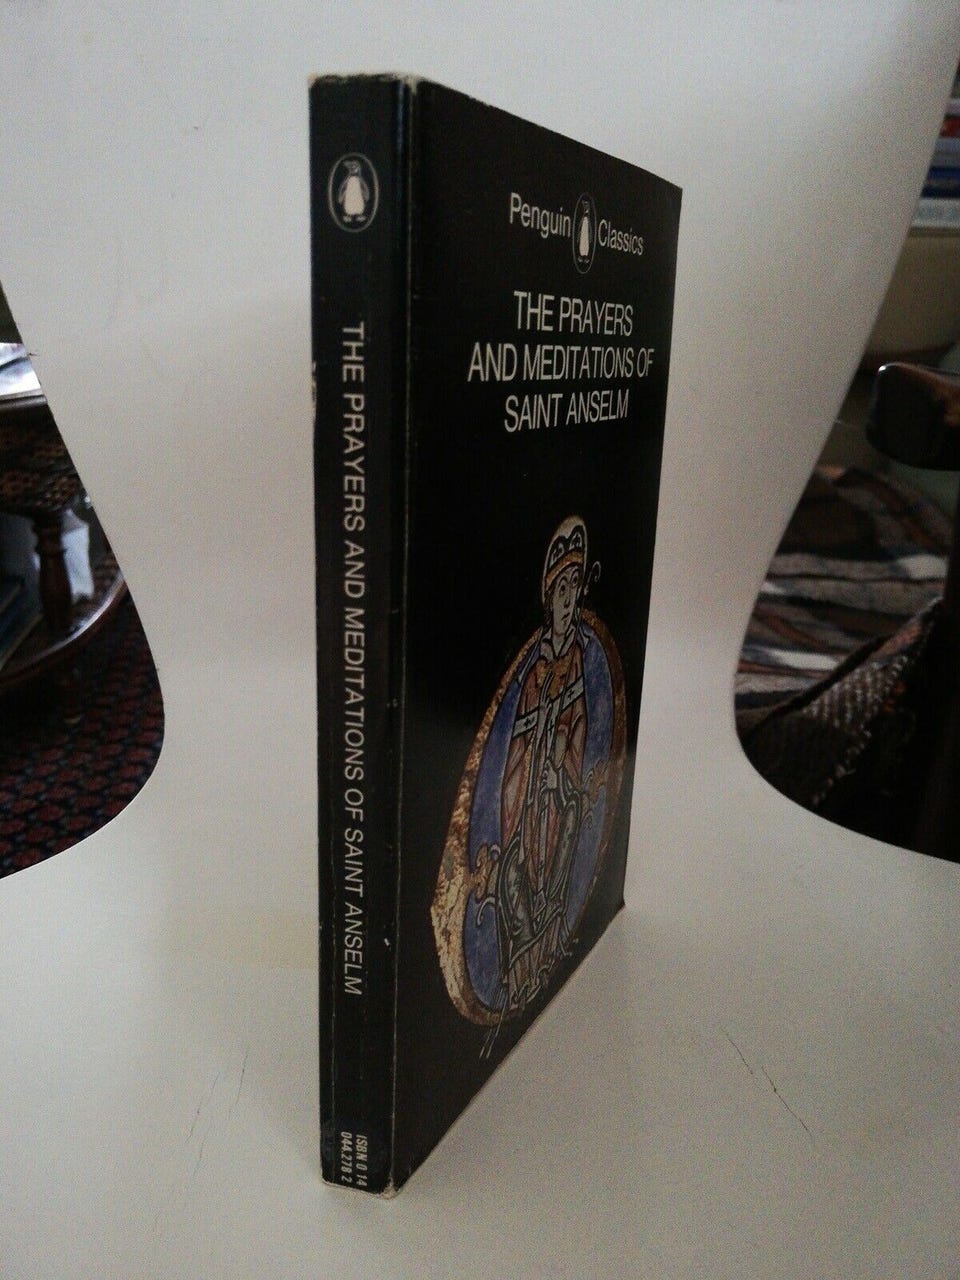 THE PRAYERS AND MEDITATIONS OF SAINT ANSELM
ISBN 0 14
044.278 2
Penguin Classics
THE PRAYERS
AND MEDITATIONS OF
SAINT ANSELM